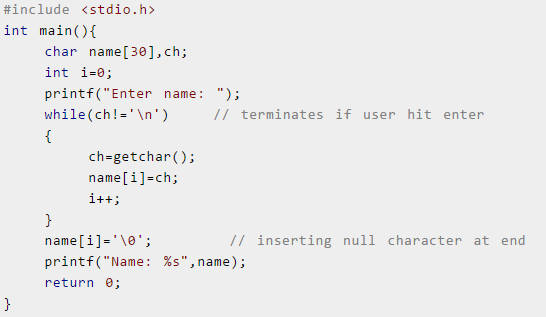 #include <stdio.h>
int main(){
char name[30],ch;
int i=0;
printf("Enter name: ");
while(ch!='\n')    // terminates if user hit enter
{
ch=getchar();
name[i]=ch;
i++;
}
name[i]='\0';       // inserting null character at end
printf("Name: %s",name);
return 0;
}